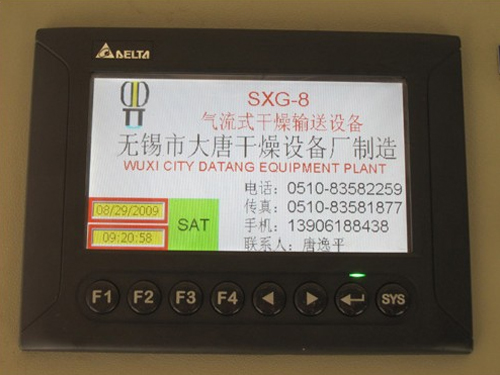 DELTA
SXG-8
气流式干燥输送设备
无锡市大唐干燥设备厂制造
WUXI CITY DATANG EQUIPMENT PLANT
电话：0510-83582259
传真：0510-83581877
手机：13906188438
联系人：唐逸平
08/29/2009
09:20:58
SAT
F1 F2 F3 F4 SYS